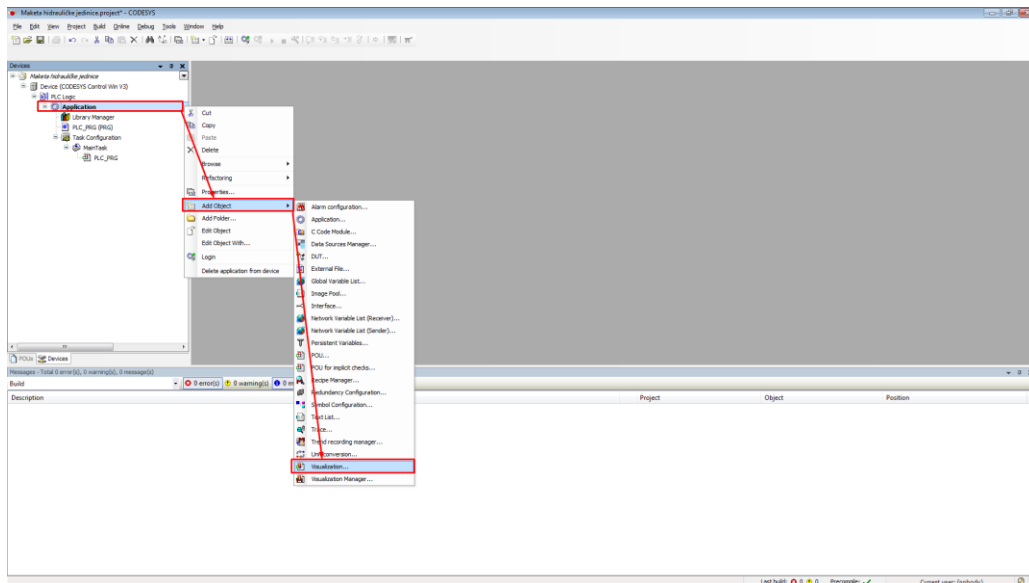 Maketa hidrauličke jedinice.project* - CODESYS
File Edit View Project Build Online Debug Tools Window Help
Devices
Maketa hidrauličke jedinice
Device (CODESYS Control Win V3)
PLC Logic
Application
Library Manager
PLC_PRG (PRG)
Task Configuration
MainTask
PLC_PRG
Cut
Copy
Paste
Delete
Browse
Refactoring
Properties...
Add Object
Add Folder...
Edit Object
Edit Object With...
Login
Delete application from device
Alarm configuration...
Application...
C Code Module...
Data Sources Manager...
DUT...
External File...
Global Variable List...
Image Pool...
Interface...
Network Variable List (Receiver)...
Network Variable List (Sender)...
Persistent Variables...
POU...
POU for implicit checks...
Recipe Manager...
Redundancy Configuration...
Symbol Configuration...
Text List...
Trace...
Trend recording manager...
Unit conversion...
Visualization...
Visualization Manager...
POUs Devices
Messages - Total 0 error(s), 0 warning(s), 0 message(s)
Build 0 error(s) 0 warning(s) 0 m
Description Project Object Position
Last build: 0 0 Precompile: Current user: (nobody)